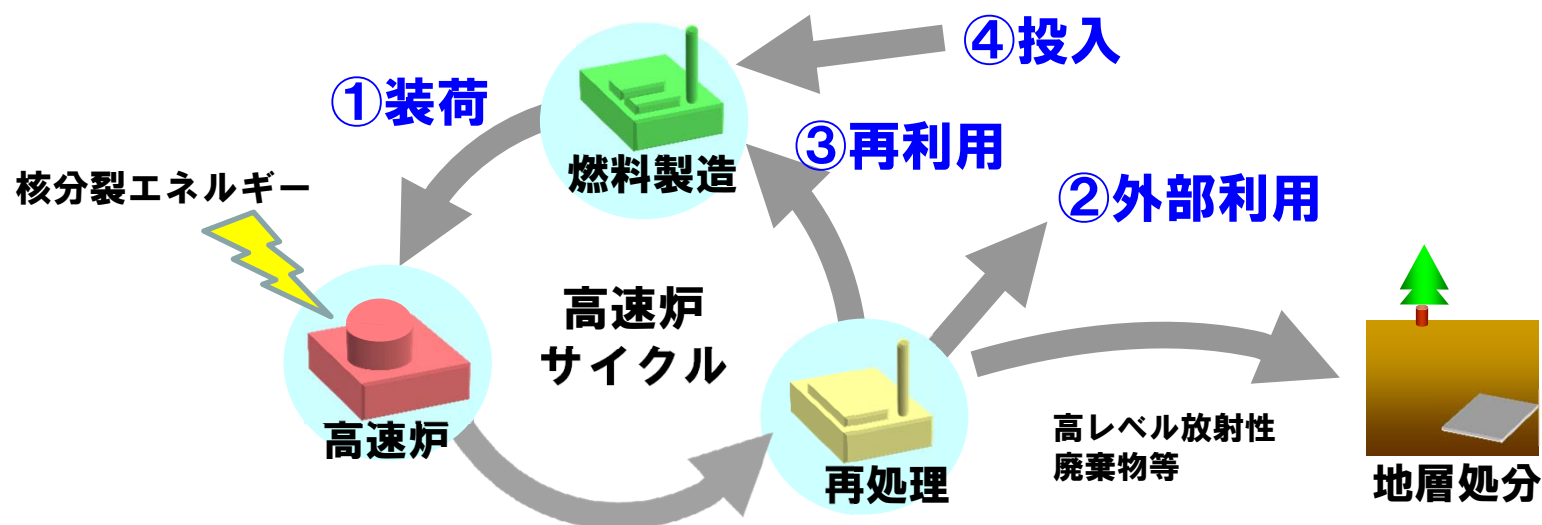 ④投入
①装荷
③再利用
燃料製造
核分裂エネルギー
②外部利用
高速炉
サイクル
高速炉
再処理
高レベル放射性
廃棄物等
地層処分